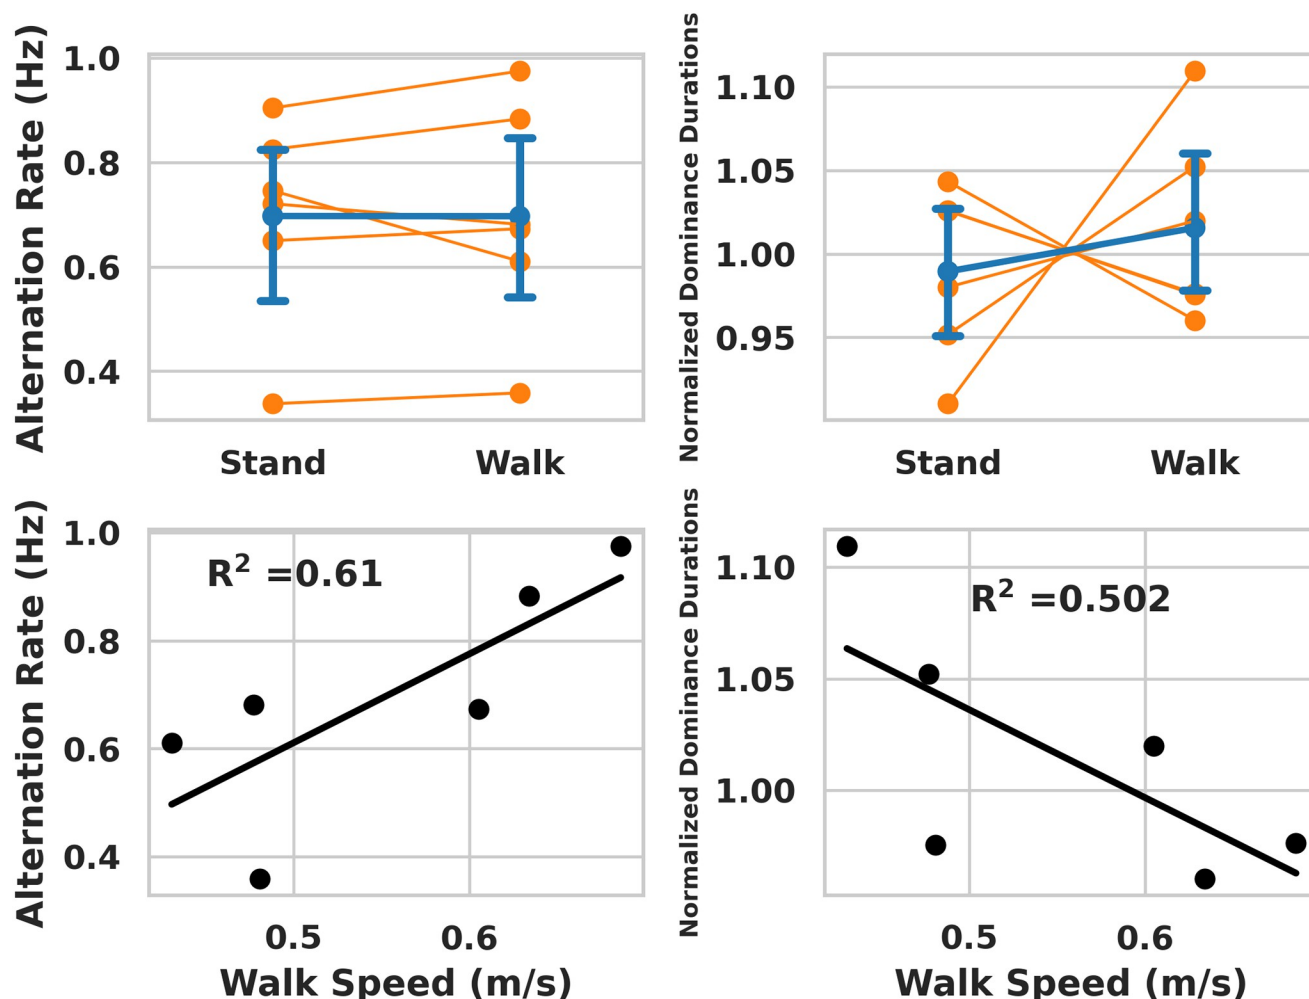 Alternation Rate (Hz)
1.0
0.8
0.6
0.4
Stand Walk
Normalized Dominance Durations
1.10
1.05
1.00
0.95
Stand Walk
Alternation Rate (Hz)
1.0
0.8
0.6
0.4
R² =0.61
0.5 0.6
Walk Speed (m/s)
Normalized Dominance Durations
1.10
1.05
1.00
R² =0.502
0.5 0.6
Walk Speed (m/s)